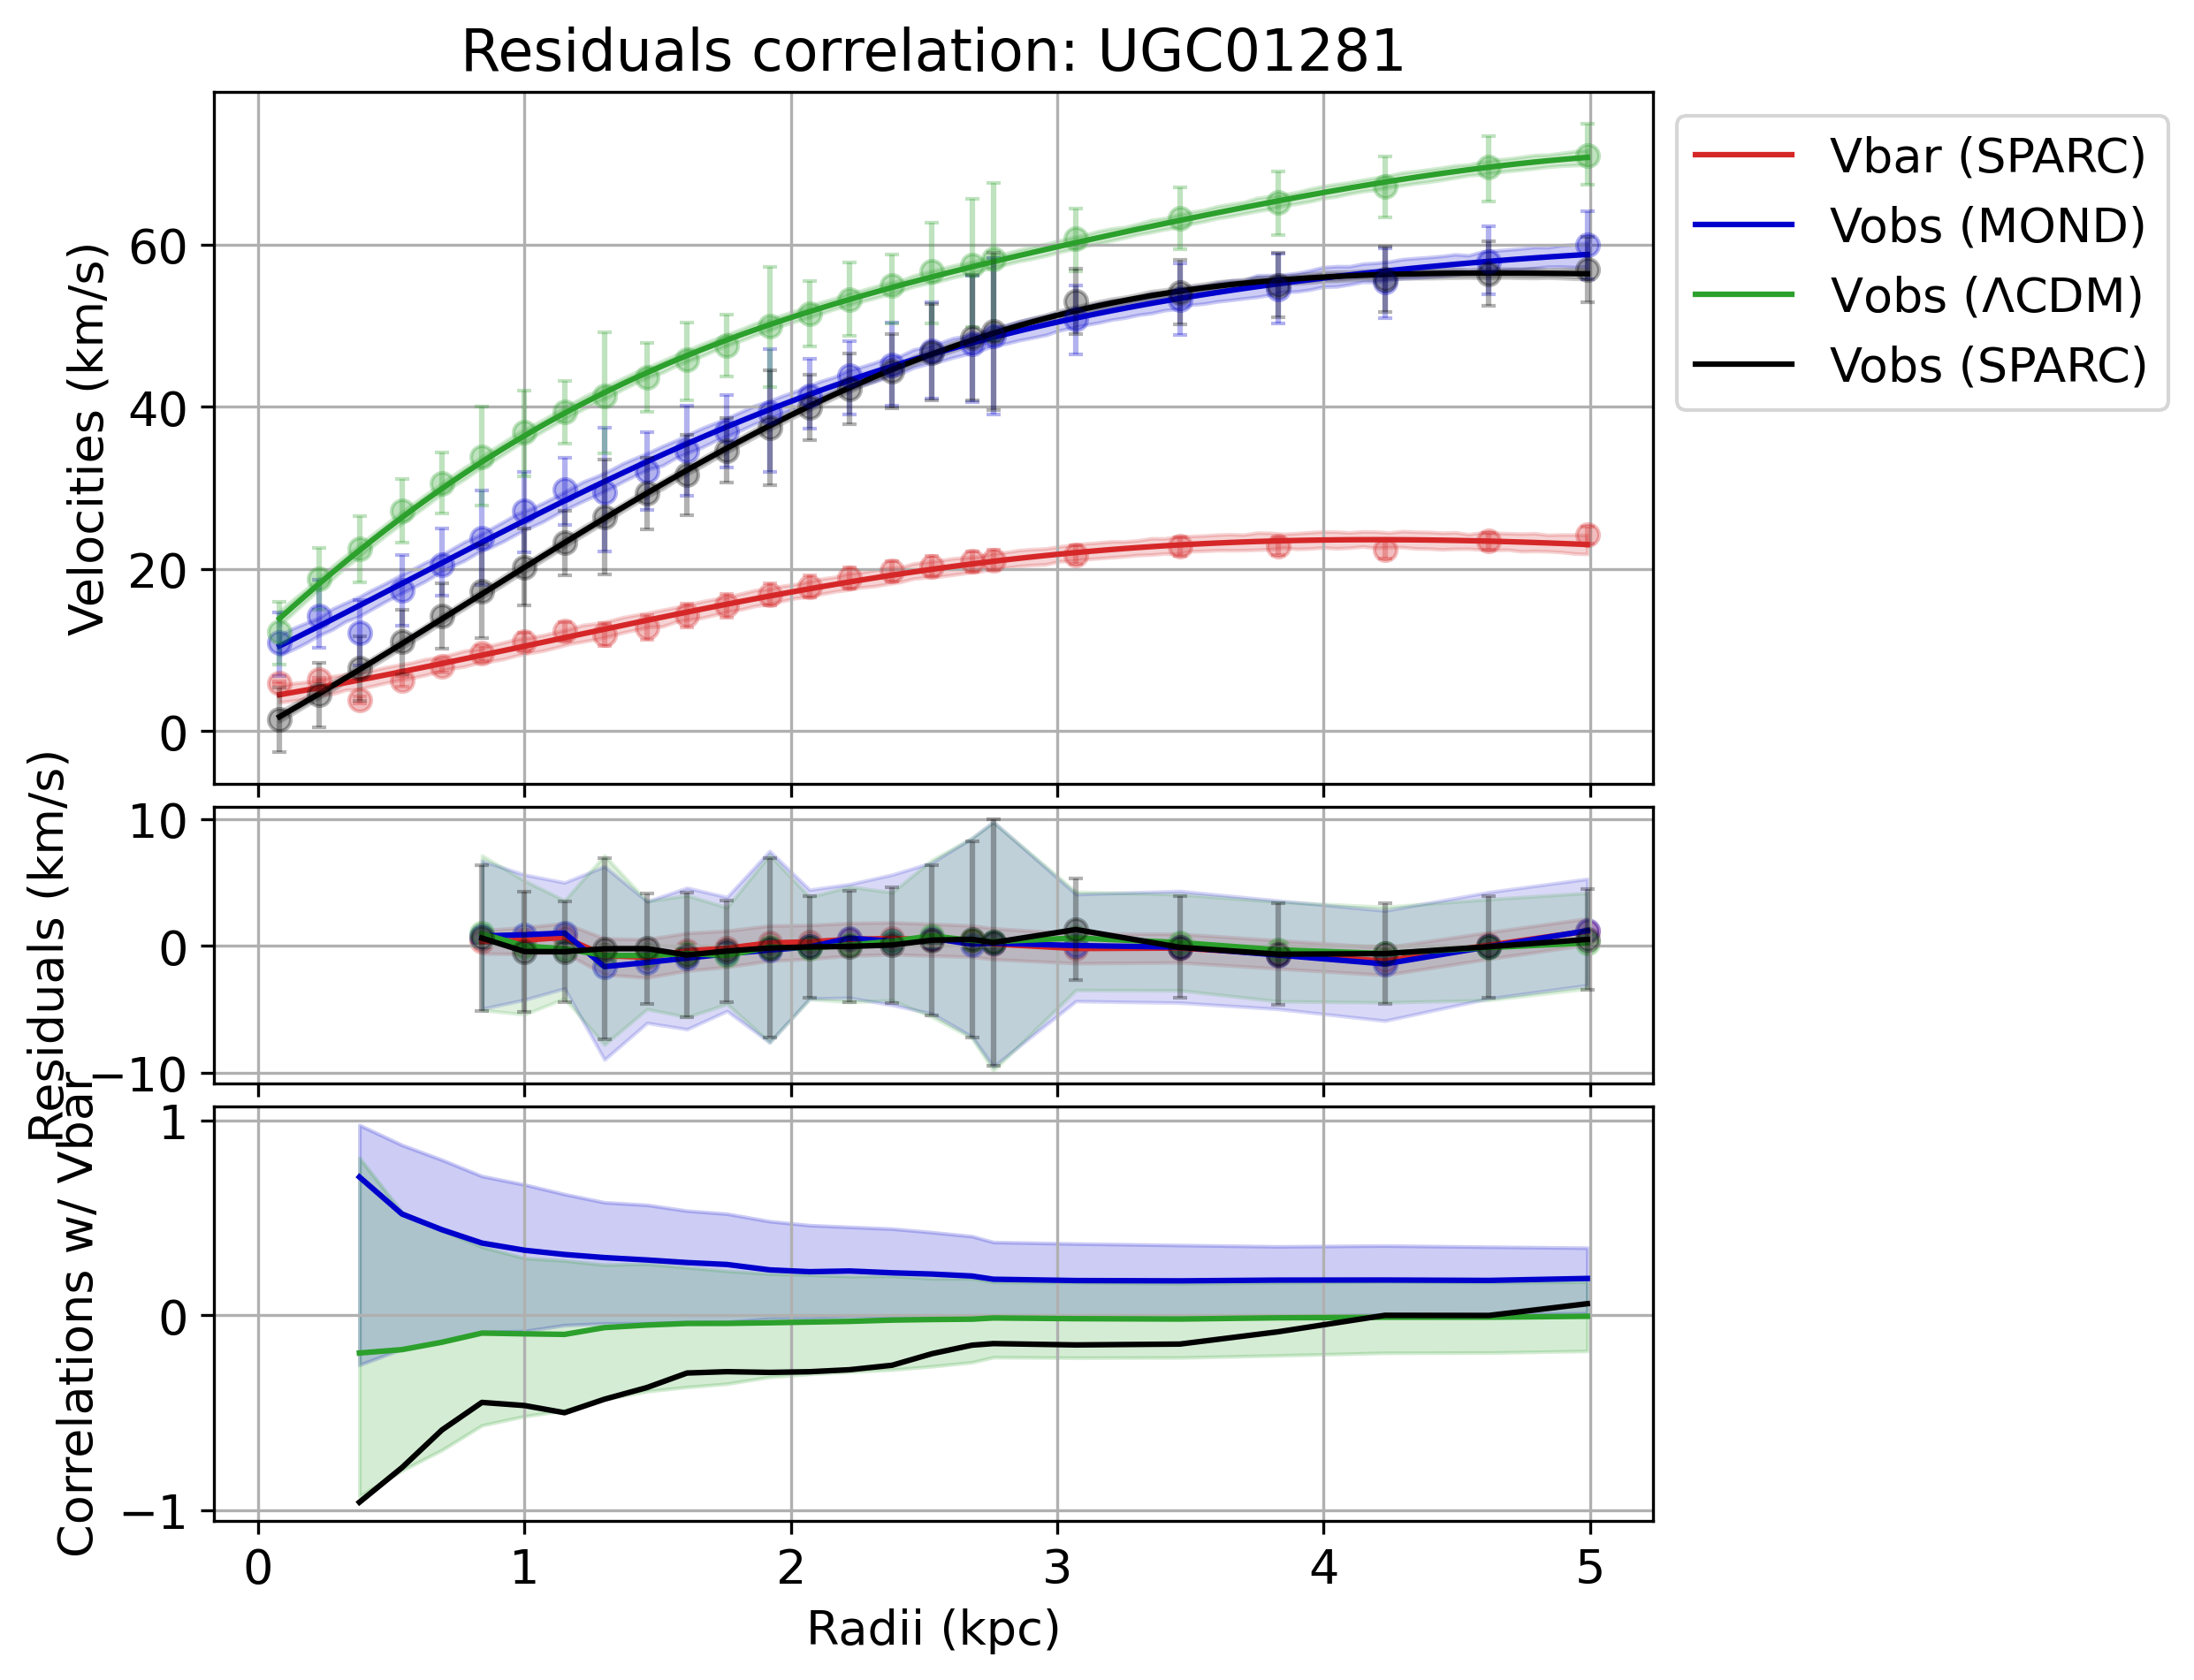 Residuals correlation: UGC01281
Velocities (km/s)
60
40
20
0
Vbar (SPARC)
Vobs (MOND)
Vobs (ΛCDM)
Vobs (SPARC)
Residuals (km/s)
10
0
−10
Correlations w/ Vbar
1
0
−1
0 1 2 3 4 5
Radii (kpc)